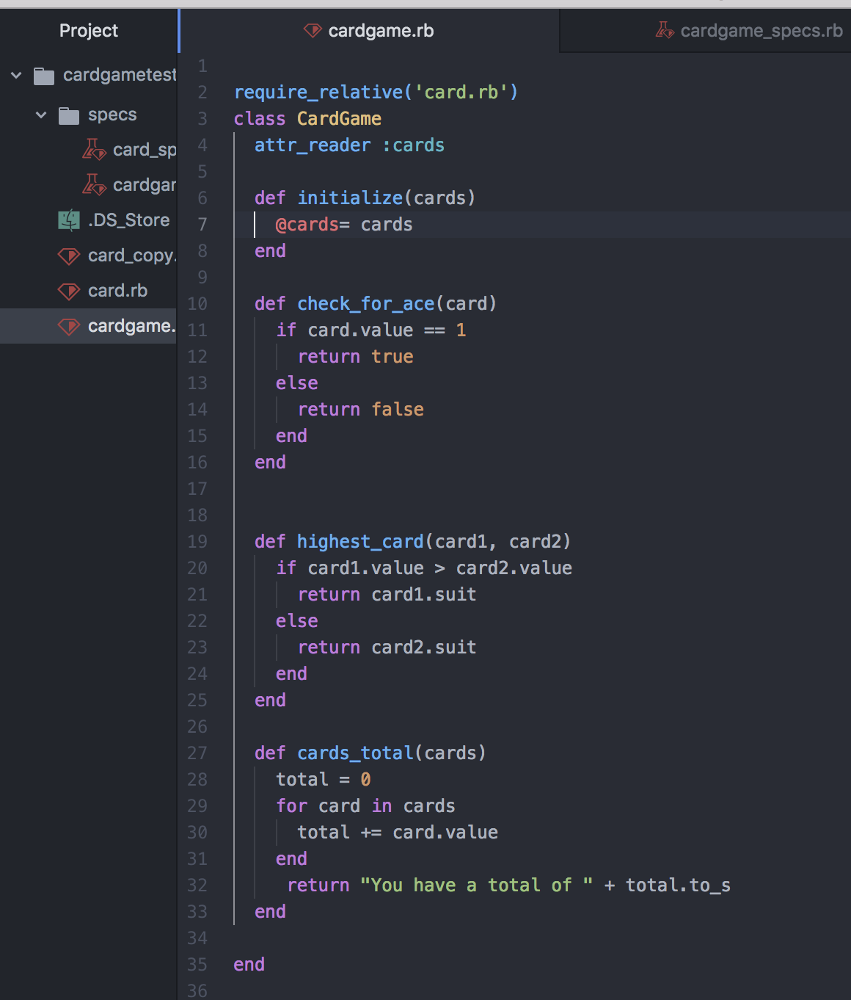 Project
cardgametest
specs
card_sp
cardgar
.DS_Store
card_copy.
card.rb
cardgame.
cardgame.rb
cardgame_specs.rb
1
2 require_relative('card.rb')
3 class CardGame
4 attr_reader :cards
5
6 def initialize(cards)
7 @cards= cards
8 end
9
10 def check_for_ace(card)
11 if card.value == 1
12 return true
13 else
14 return false
15 end
16 end
17
18
19 def highest_card(card1, card2)
20 if card1.value > card2.value
21 return card1.suit
22 else
23 return card2.suit
24 end
25 end
26
27 def cards_total(cards)
28 total = 0
29 for card in cards
30 total += card.value
31 end
32 return "You have a total of " + total.to_s
33 end
34
35 end
36